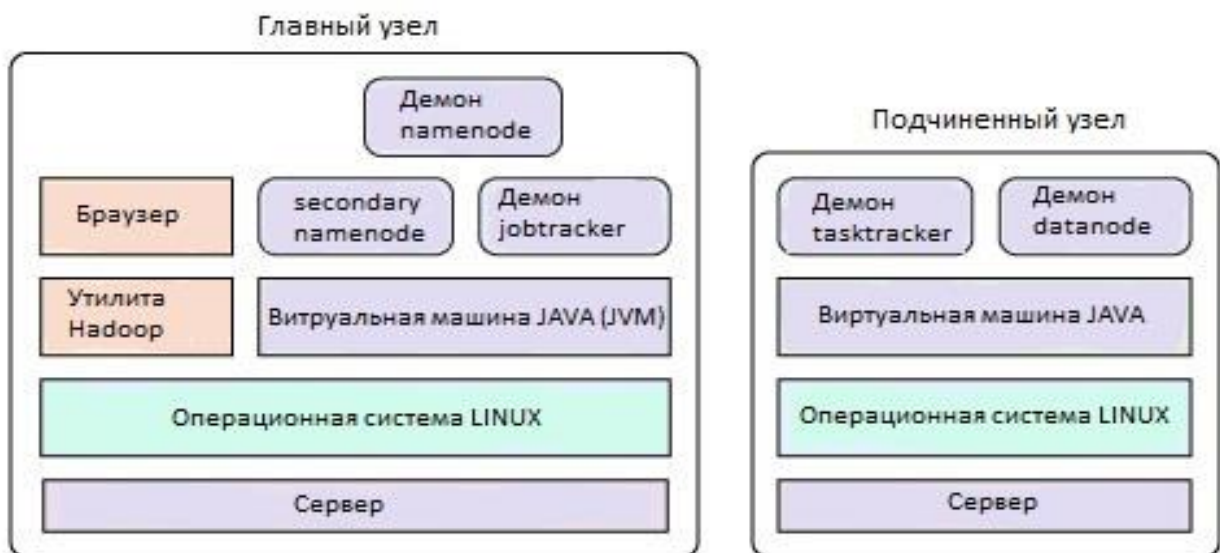 Главный узел
Демон
namenode
Браузер
secondary
namenode
Демон
jobtracker
Утилита
Hadoop
Витруальная машина JAVA (JVM)
Операционная система LINUX
Сервер
Подчиненный узел
Демон
tasktracker
Демон
datanode
Виртуальная машина JAVA
Операционная система LINUX
Сервер